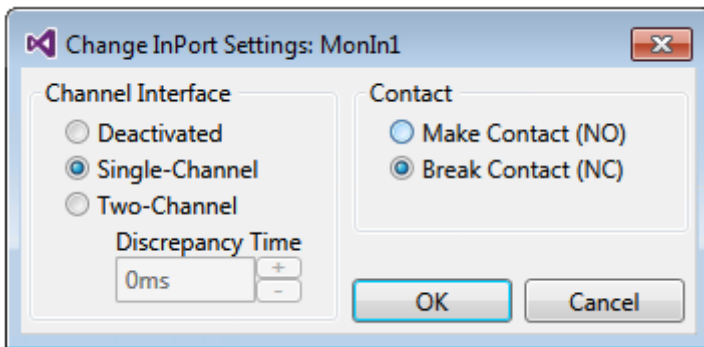 Change InPort Settings: MonIn1
Channel Interface
Deactivated
Single-Channel
Two-Channel
Discrepancy Time
0ms
+
-
Contact
Make Contact (NO)
Break Contact (NC)
OK
Cancel